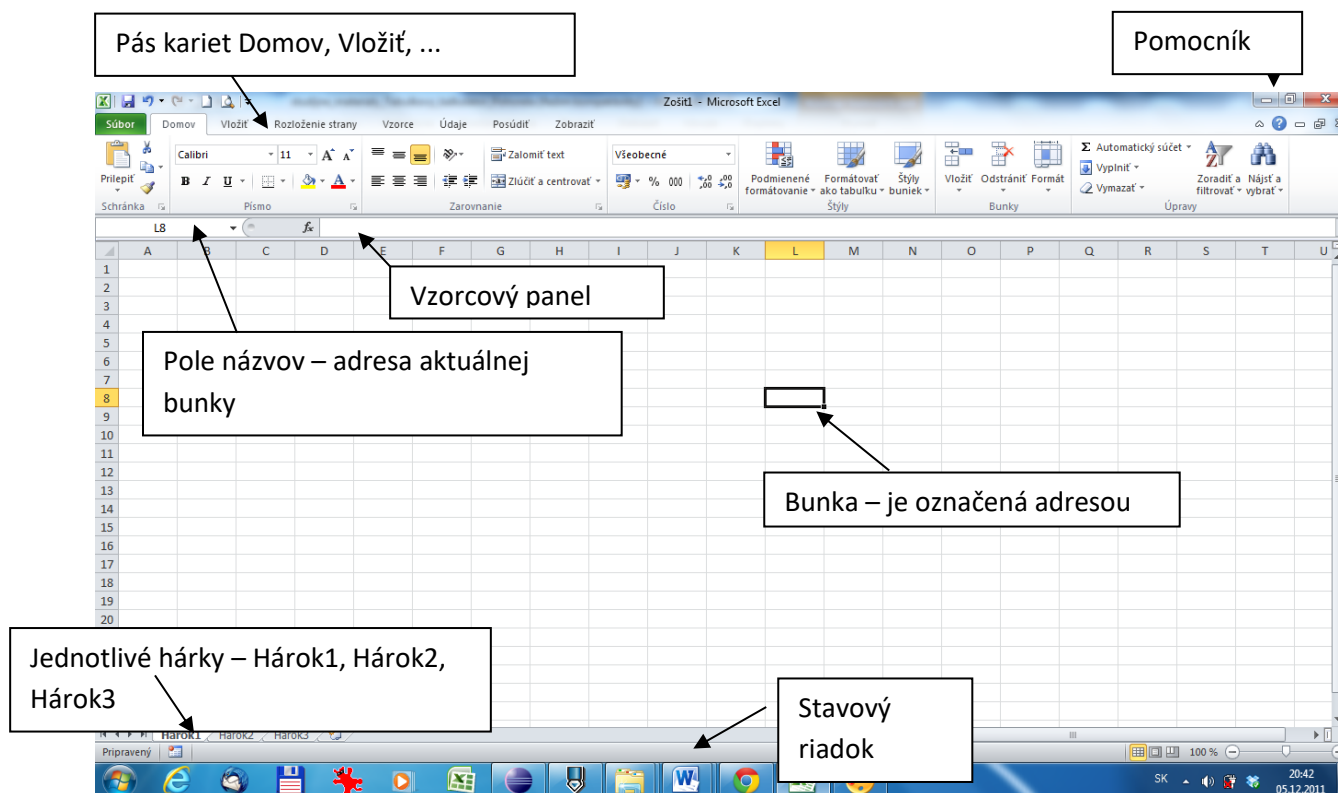 Pás kariet Domov, Vložiť, ...
Pomocník
Zošit1 - Microsoft Excel
Súbor Domov Vložiť Rozloženie strany Vzorce Údaje Posúdiť Zobraziť
Calibri 11 Zalomiť text Všeobecné Σ Automatický súčet
Vyplniť
Prilepiť B I U A Zlúčiť a centrovať % 000 Podmienené formátovanie Formátovať ako tabuľku Štýly buniek Vložiť Odstrániť Formát Vymazať Zoradiť a filtrovať Nájsť a vybrať
Schránka Písmo Zarovnanie Číslo Štýly Bunky Úpravy
L8 fx
A B C D E F G H I J K L M N O P Q R S T U
1
2
Vzorcový panel
3
4
5
Pole názvov – adresa aktuálnej
6
7
bunky
8
9
10
11
12
13
Bunka – je označená adresou
14
15
16
17
18
19
20
Jednotlivé hárky – Hárok1, Hárok2,
Hárok3
Stavový
riadok
Hárok1 Hárok2 Hárok3
Pripravený 100 %
SK 20:42
05.12.2011